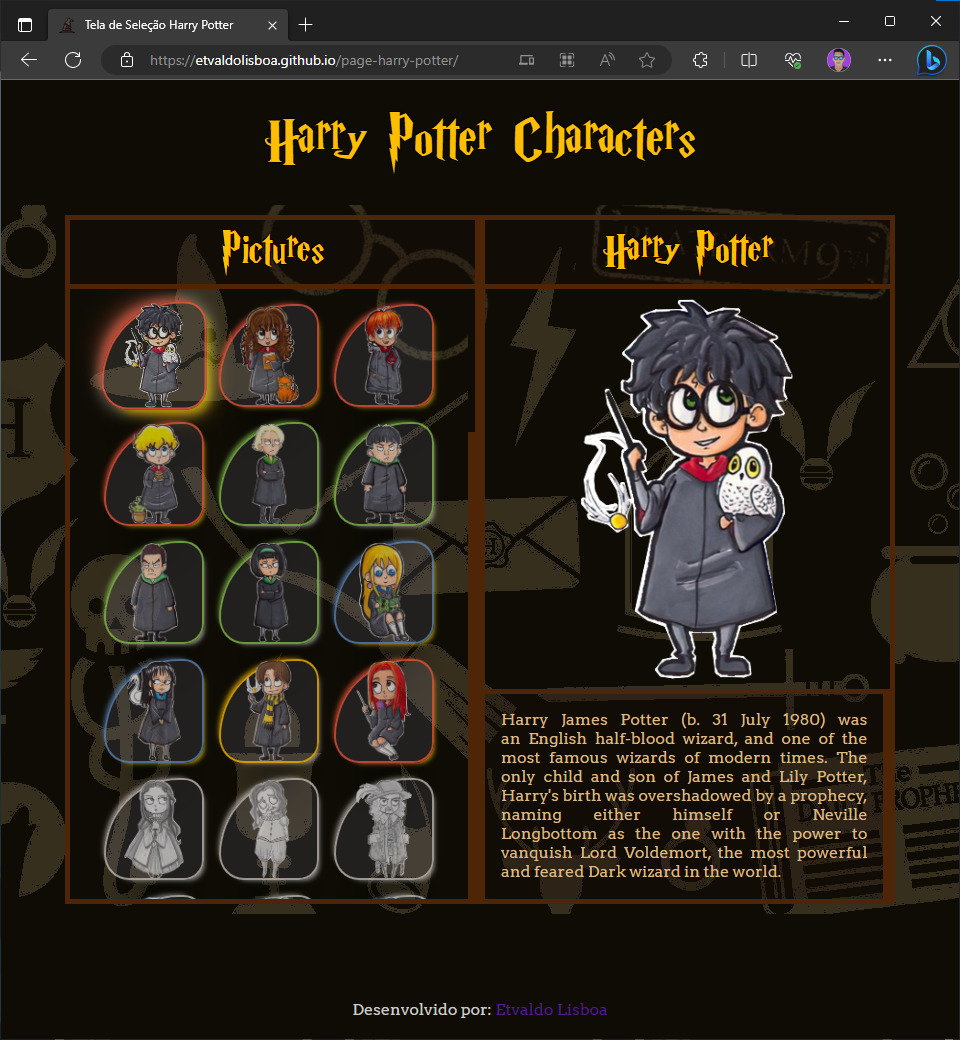 Tela de Seleção Harry Potter
https://etvaldolisboa.github.io/page-harry-potter/
Harry Potter Characters
Pictures
Harry Potter
Harry James Potter (b. 31 July 1980) was
an English half-blood wizard, and one of the
most famous wizards of modern times. The
only child and son of James and Lily Potter,
Harry's birth was overshadowed by a prophecy,
naming either himself or Neville
Longbottom as the one with the power to
vanquish Lord Voldemort, the most powerful
and feared Dark wizard in the world.
The
Desenvolvido por: Etvaldo Lisboa